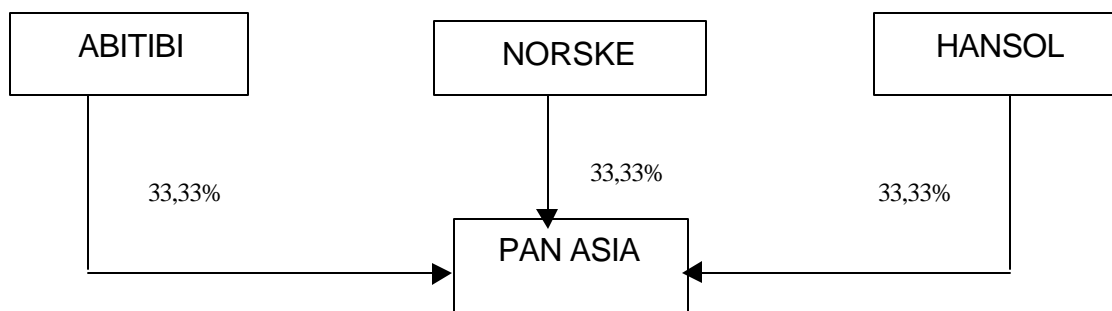 ABITIBI
NORSKE
HANSOL
33,33%
33,33%
33,33%
PAN ASIA